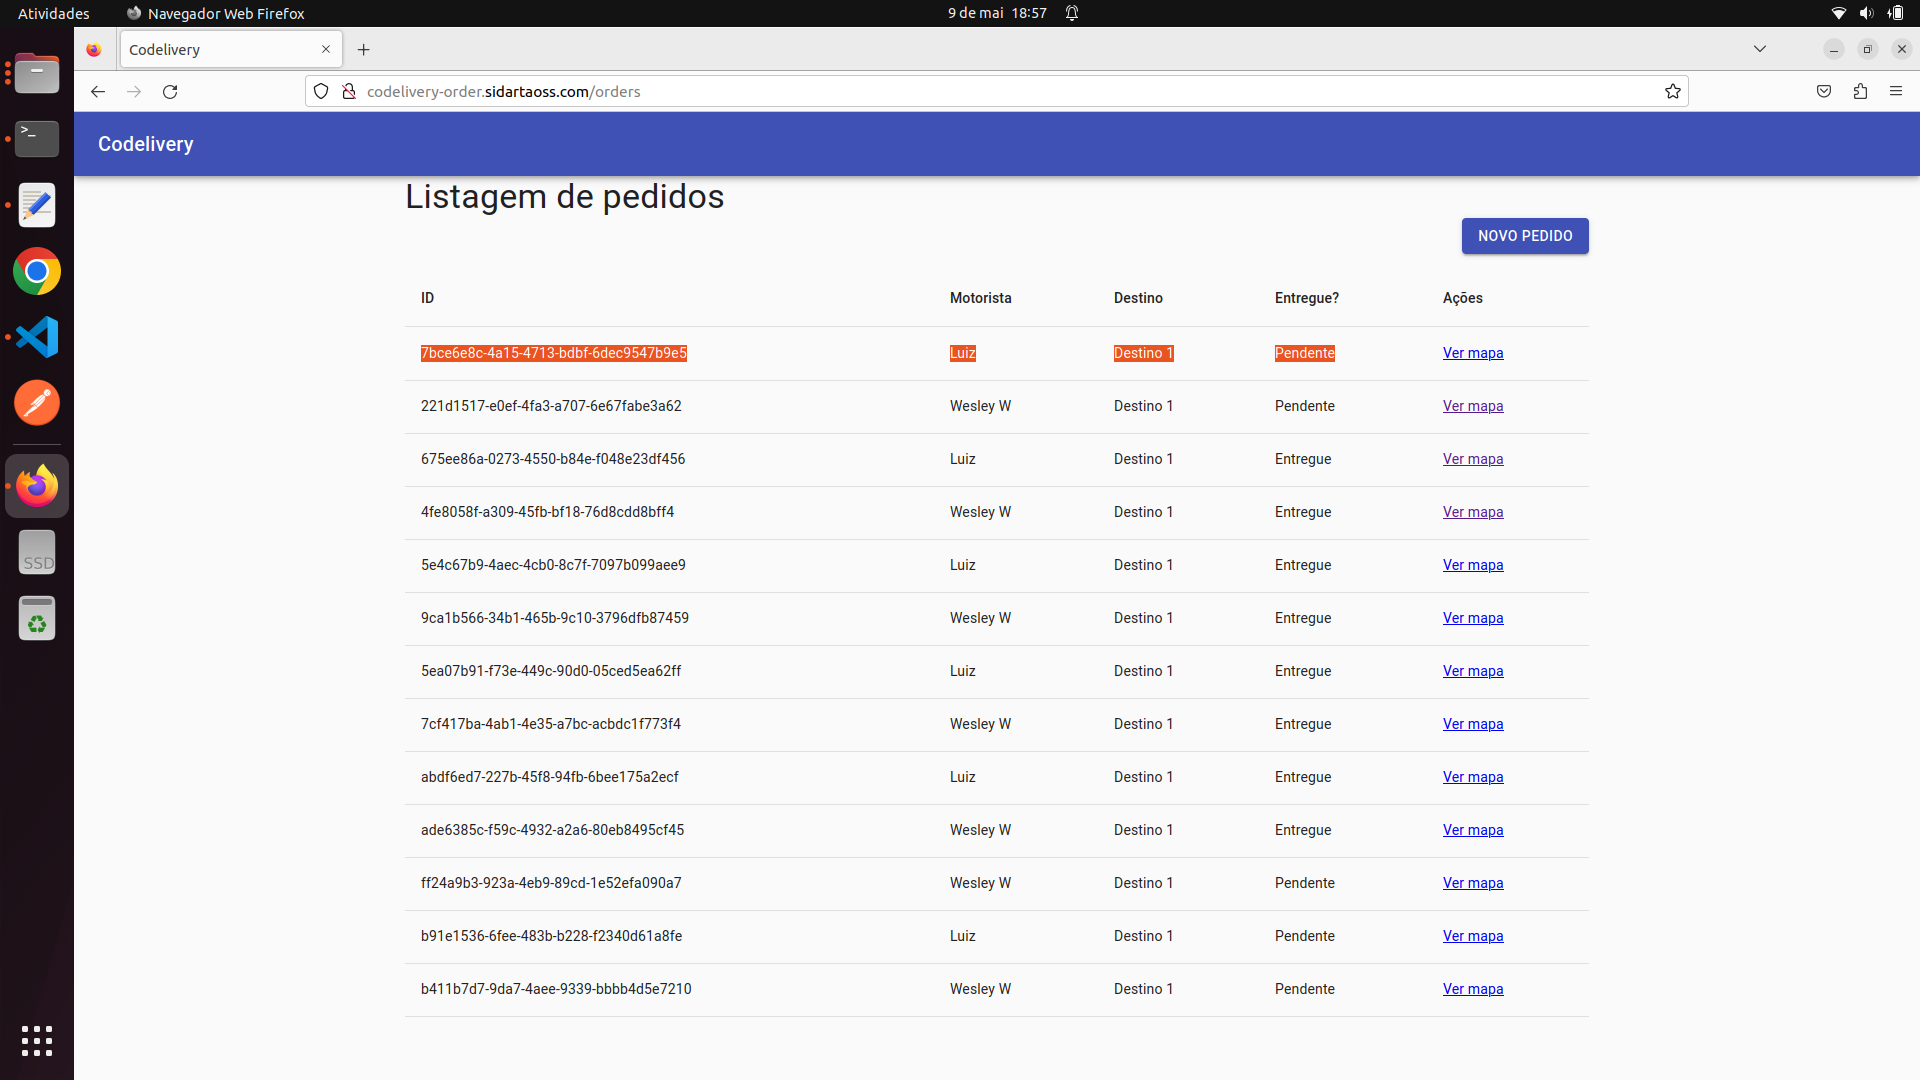 Atividades Navegador Web Firefox 9 de mai 18:57
Codelivery
codelivery-order.sidartaoss.com/orders
Codelivery
Listagem de pedidos
NOVO PEDIDO
ID Motorista Destino Entregue? Ações
7bce6e8c-4a15-4713-bdbf-6dec9547b9e5 Luiz Destino 1 Pendente Ver mapa
221d1517-e0ef-4fa3-a707-6e67fabe3a62 Wesley W Destino 1 Pendente Ver mapa
675ee86a-0273-4550-b84e-f048e23df456 Luiz Destino 1 Entregue Ver mapa
4fe8058f-a309-45fb-bf18-76d8cdd8bff4 Wesley W Destino 1 Entregue Ver mapa
5e4c67b9-4aec-4cb0-8c7f-7097b099aee9 Luiz Destino 1 Entregue Ver mapa
9ca1b566-34b1-465b-9c10-3796dfb87459 Wesley W Destino 1 Entregue Ver mapa
5ea07b91-f73e-449c-90d0-05ced5ea62ff Luiz Destino 1 Entregue Ver mapa
7cf417ba-4ab1-4e35-a7bc-acbdc1f773f4 Wesley W Destino 1 Entregue Ver mapa
abdf6ed7-227b-45f8-94fb-6bee175a2ecf Luiz Destino 1 Entregue Ver mapa
ade6385c-f59c-4932-a2a6-80eb8495cf45 Wesley W Destino 1 Entregue Ver mapa
ff24a9b3-923a-4eb9-89cd-1e52efa090a7 Wesley W Destino 1 Pendente Ver mapa
b91e1536-6fee-483b-b228-f2340d61a8fe Luiz Destino 1 Pendente Ver mapa
b411b7d7-9da7-4aee-9339-bbbb4d5e7210 Wesley W Destino 1 Pendente Ver mapa
>_
SSD